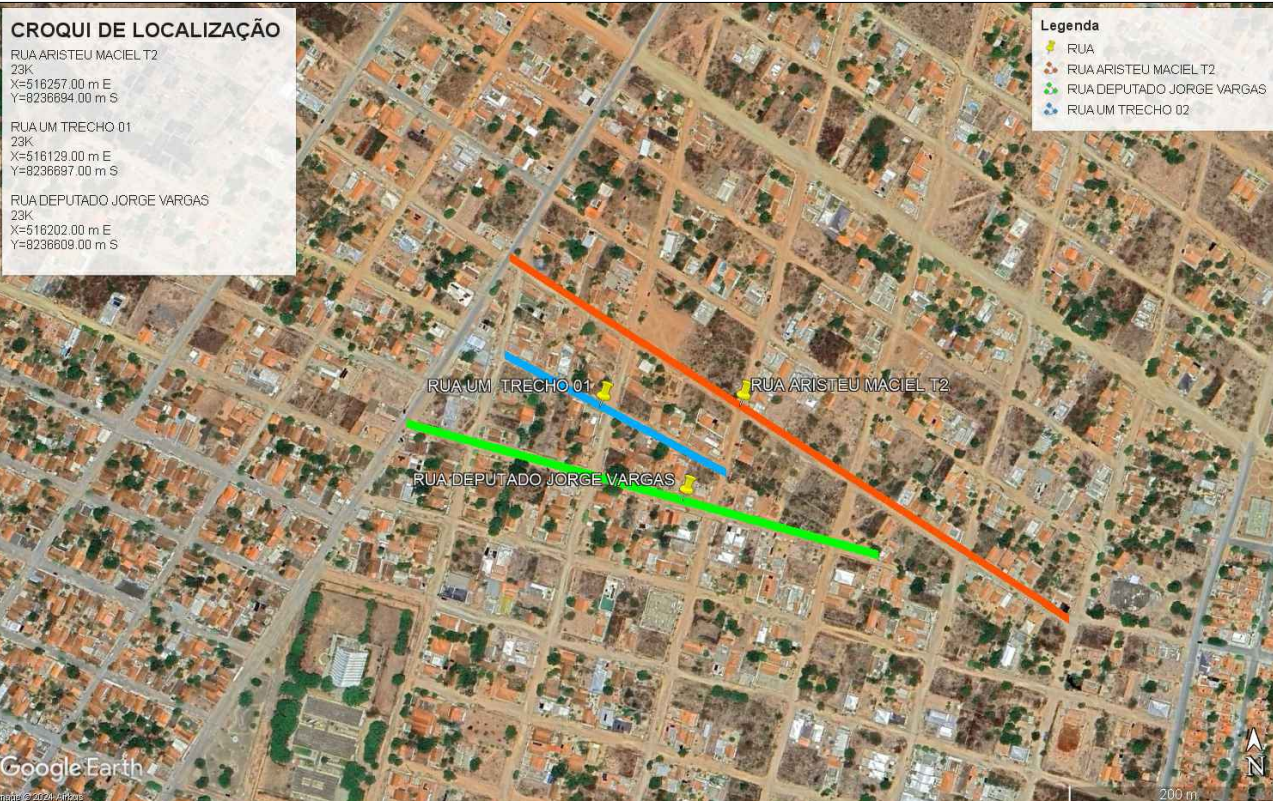 CROQUI DE LOCALIZAÇÃO
RUA ARISTEU MACIEL T2
23K
X=516257.00 m E
Y=8236694.00 m S
RUA UM TRECHO 01
23K
X=516129.00 m E
Y=8236697.00 m S
RUA DEPUTADO JORGE VARGAS
23K
X=516202.00 m E
Y=8236609.00 m S
Legenda
RUA
RUA ARISTEU MACIEL T2
RUA DEPUTADO JORGE VARGAS
RUA UM TRECHO 02
RUA UM TRECHO 01
RUA ARISTEU MACIEL T2
RUA DEPUTADO JORGE VARGAS
Google Earth
© 2024 Airbus
200 m
N